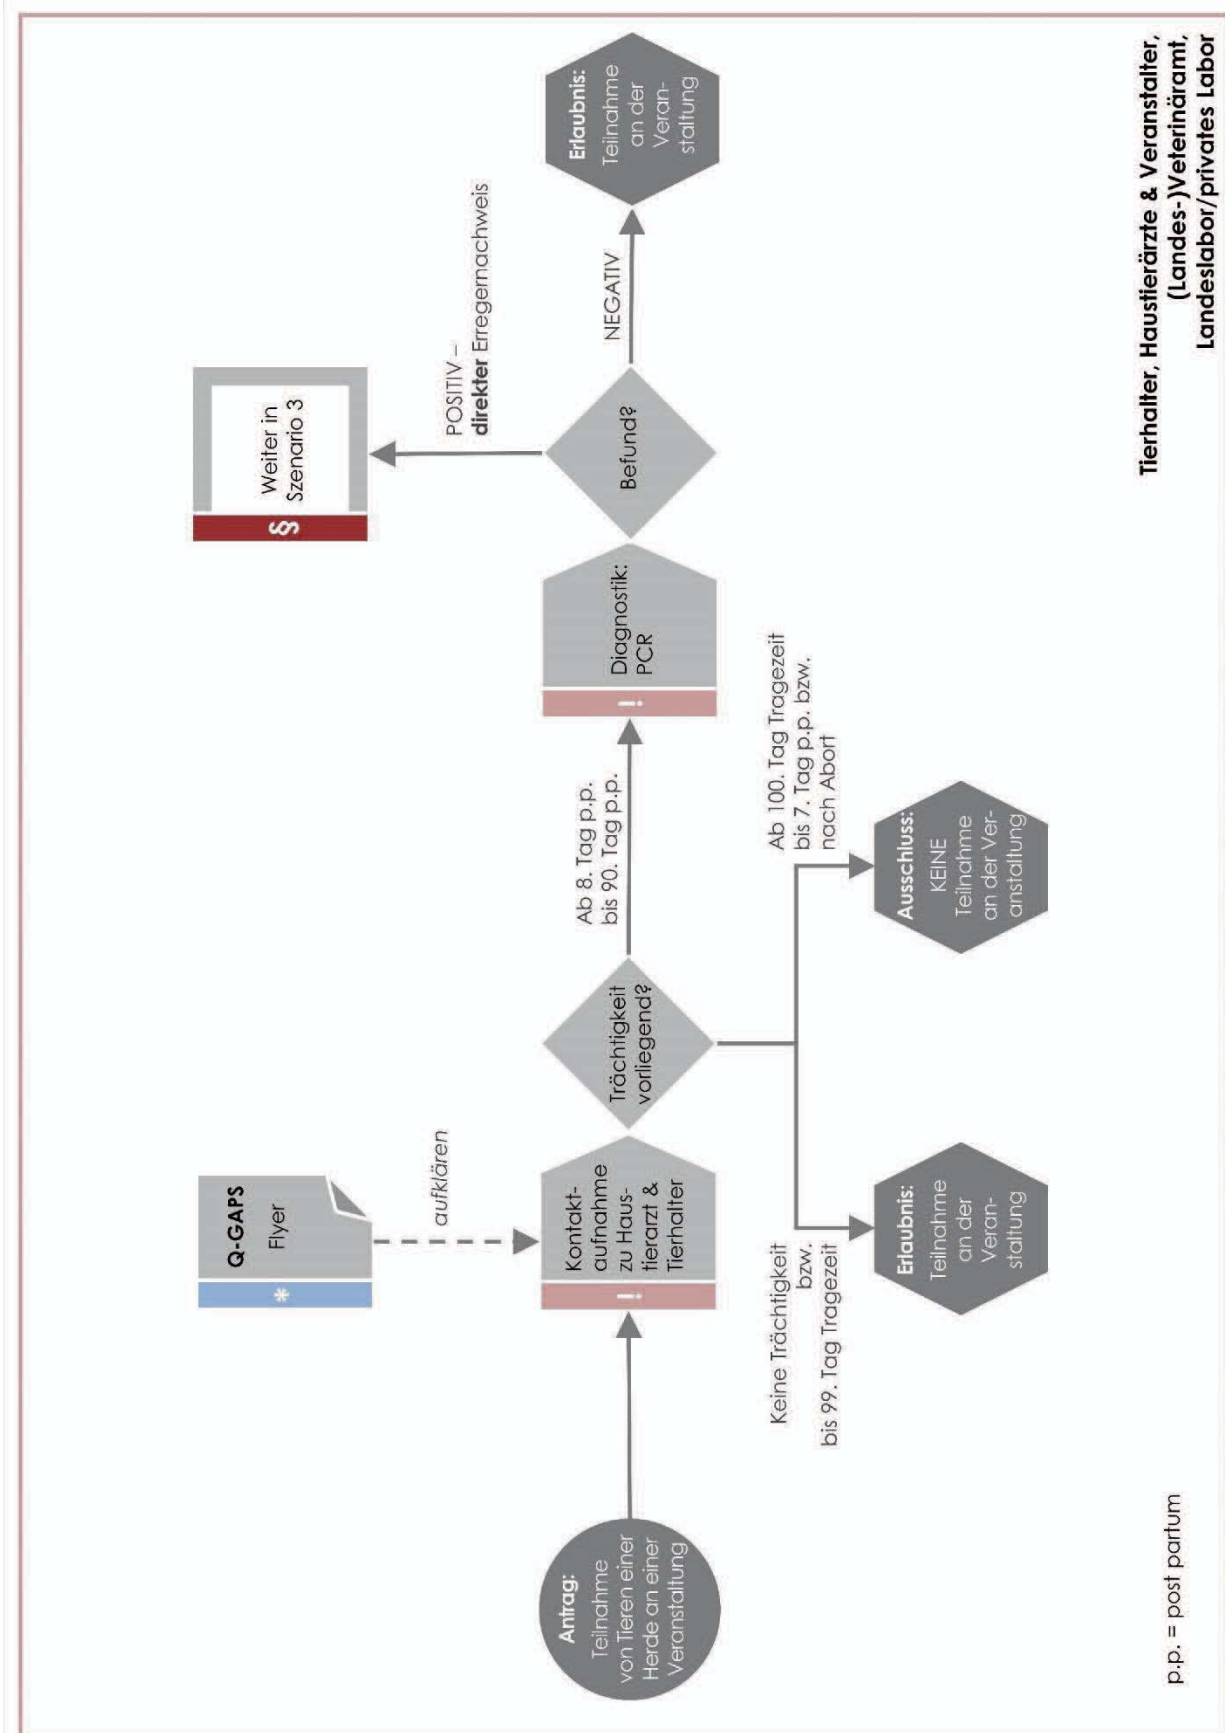 Q-GAPS
Flyer
*
aufklären
Antrag:
Teilnahme
von Tieren einer
Herde an einer
Veranstaltung
!
Kontakt-
aufnahme
zu Haus-
tierarzt &
Tierhalter
Trächtigkeit
vorliegend?
Keine Trächtigkeit
bzw.
bis 99. Tag Tragezeit
Erlaubnis:
Teilnahme
an der
Veran-
staltung
Ab 100. Tag Tragezeit
bis 7. Tag p.p. bzw.
nach Abort
Ausschluss:
KEINE
Teilnahme
an der Ver-
anstaltung
Ab 8. Tag p.p.
bis 90. Tag p.p.
!
Diagnostik:
PCR
Befund?
POSITIV –
direkter Erregernachweis
§
Weiter in
Szenario 3
NEGATIV
Erlaubnis:
Teilnahme
an der
Veran-
staltung
p.p. = post partum
Tierhalter, Haustierärzte & Veranstalter,
(Landes-)Veterinäramt,
Landeslabor/privates Labor